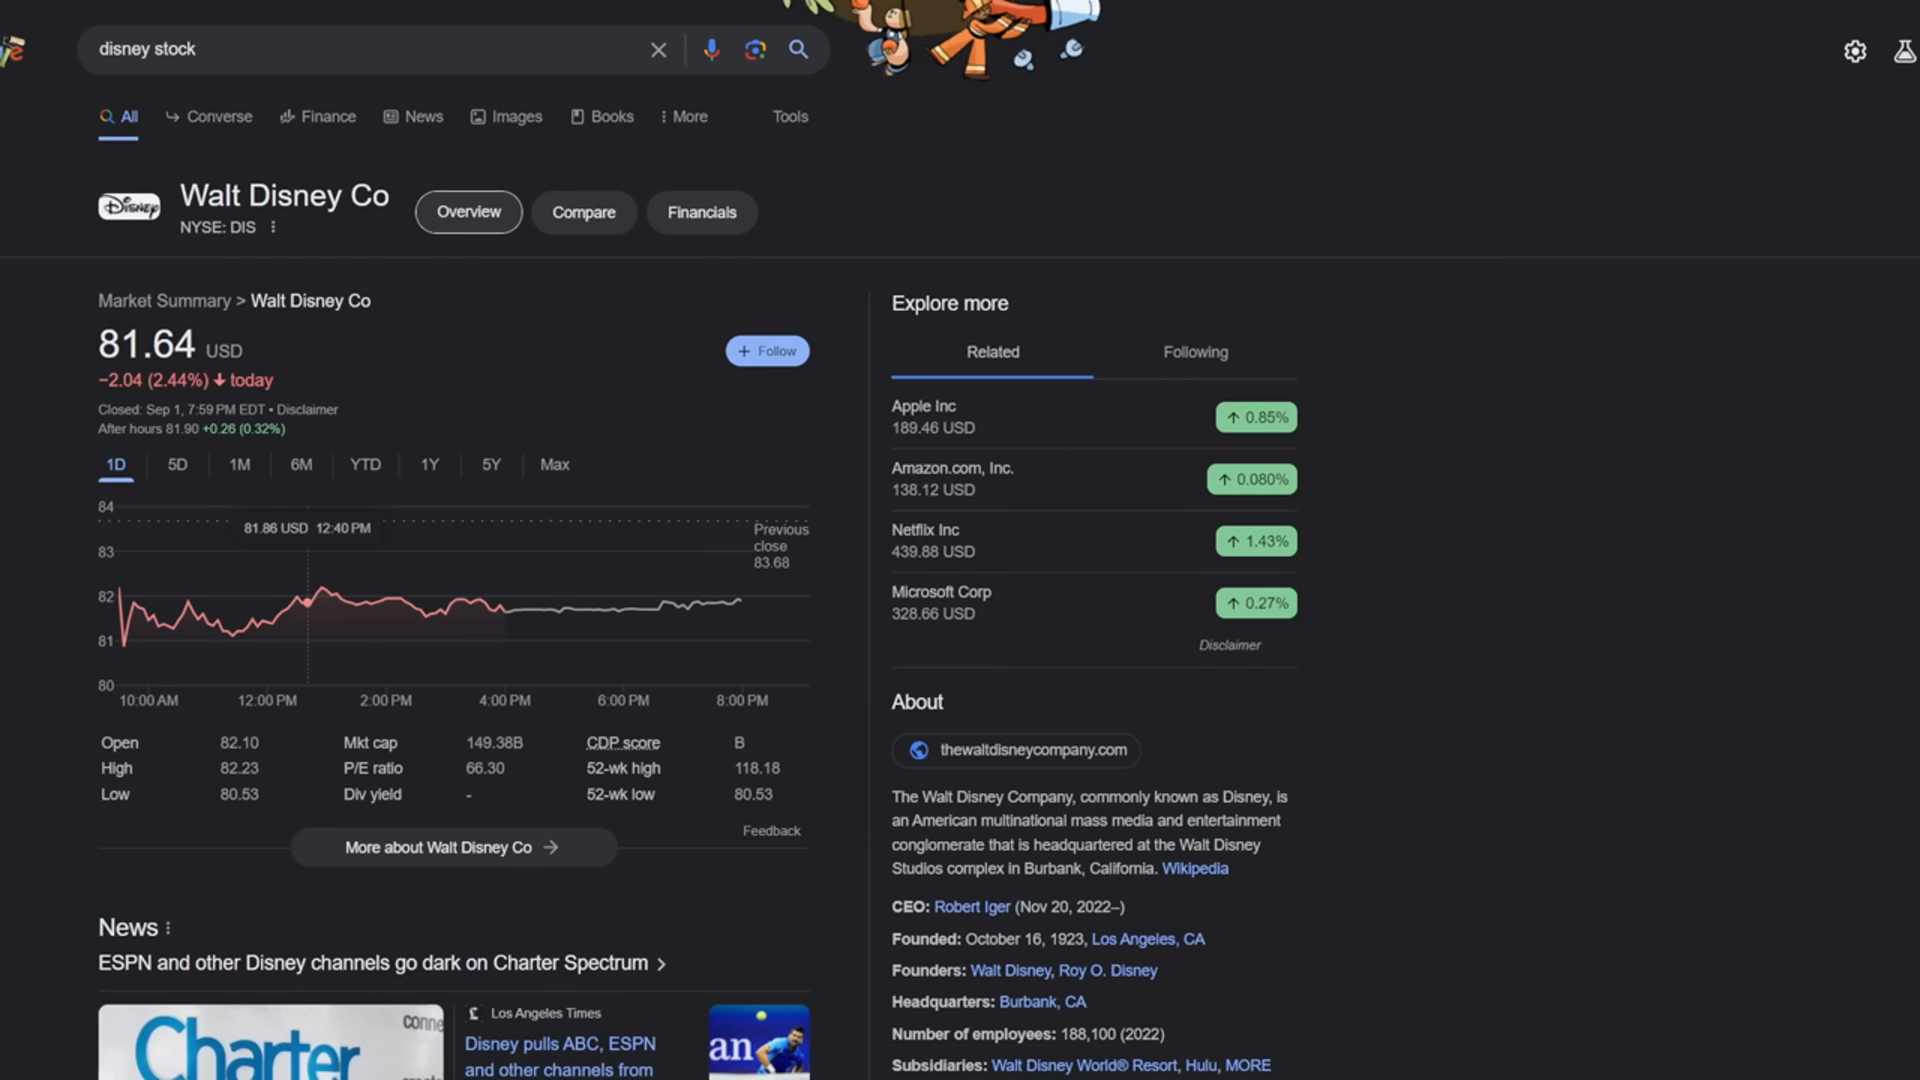 disney stock
All
Converse
Finance
News
Images
Books
More
Tools
DISNEP
Walt Disney Co
NYSE: DIS
Overview
Compare
Financials
Market Summary > Walt Disney Co
81.64 USD
−2.04 (2.44%) today
Closed: Sep 1, 7:59 PM EDT • Disclaimer
After hours 81.90 +0.26 (0.32%)
+ Follow
1D
5D
1M
6M
YTD
1Y
5Y
Max
84
83
82
81
80
81.86 USD 12:40 PM
Previous
close
83.68
10:00 AM
12:00 PM
2:00 PM
4:00 PM
6:00 PM
8:00 PM
Open 82.10
High 82.23
Low 80.53
Mkt cap 149.38B
P/E ratio 66.30
Div yield -
CDP score B
52-wk high 118.18
52-wk low 80.53
Feedback
More about Walt Disney Co
News
ESPN and other Disney channels go dark on Charter Spectrum
Charter
conne
Los Angeles Times
Disney pulls ABC, ESPN
and other channels from
an
Explore more
Related
Following
Apple Inc
189.46 USD
0.85%
Amazon.com, Inc.
138.12 USD
0.080%
Netflix Inc
439.88 USD
1.43%
Microsoft Corp
328.66 USD
0.27%
Disclaimer
About
thewaltdisneycompany.com
The Walt Disney Company, commonly known as Disney, is
an American multinational mass media and entertainment
conglomerate that is headquartered at the Walt Disney
Studios complex in Burbank, California. Wikipedia
CEO: Robert Iger (Nov 20, 2022–)
Founded: October 16, 1923, Los Angeles, CA
Founders: Walt Disney, Roy O. Disney
Headquarters: Burbank, CA
Number of employees: 188,100 (2022)
Subsidiaries: Walt Disney World® Resort, Hulu, MORE